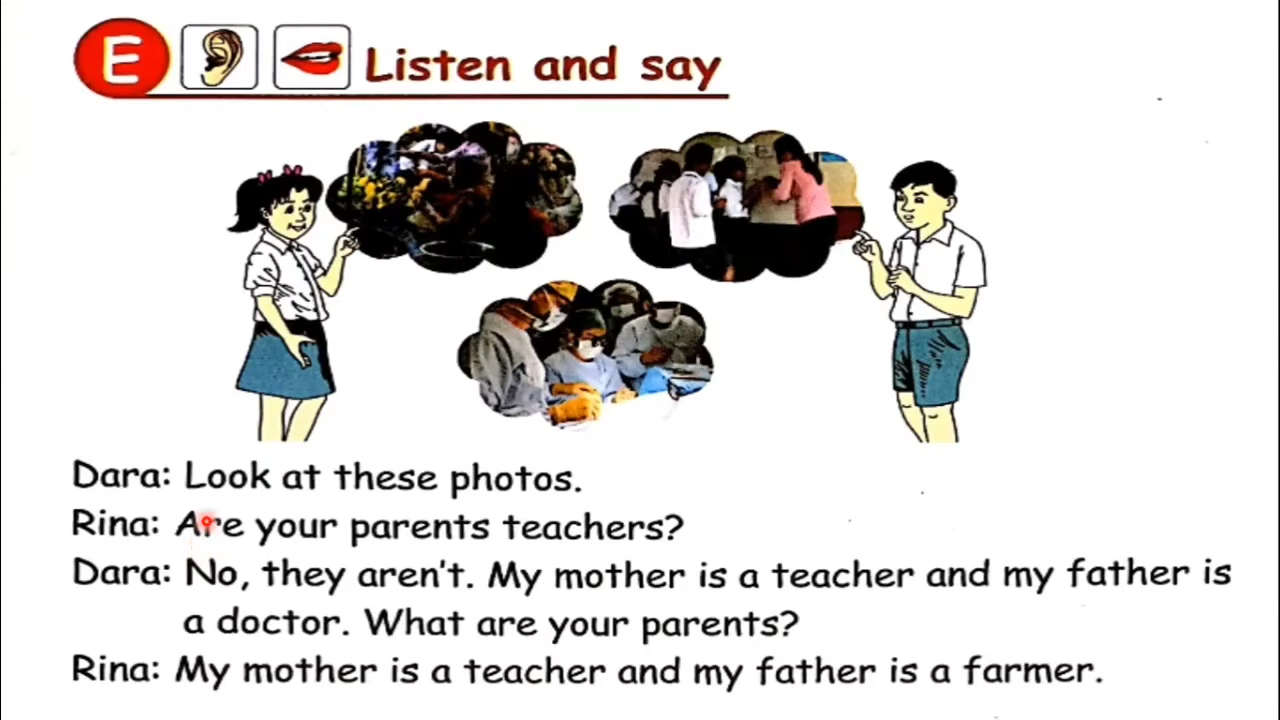 E Listen and say
Dara: Look at these photos.
Rina: Are your parents teachers?
Dara: No, they aren't. My mother is a teacher and my father is
a doctor. What are your parents?
Rina: My mother is a teacher and my father is a farmer.